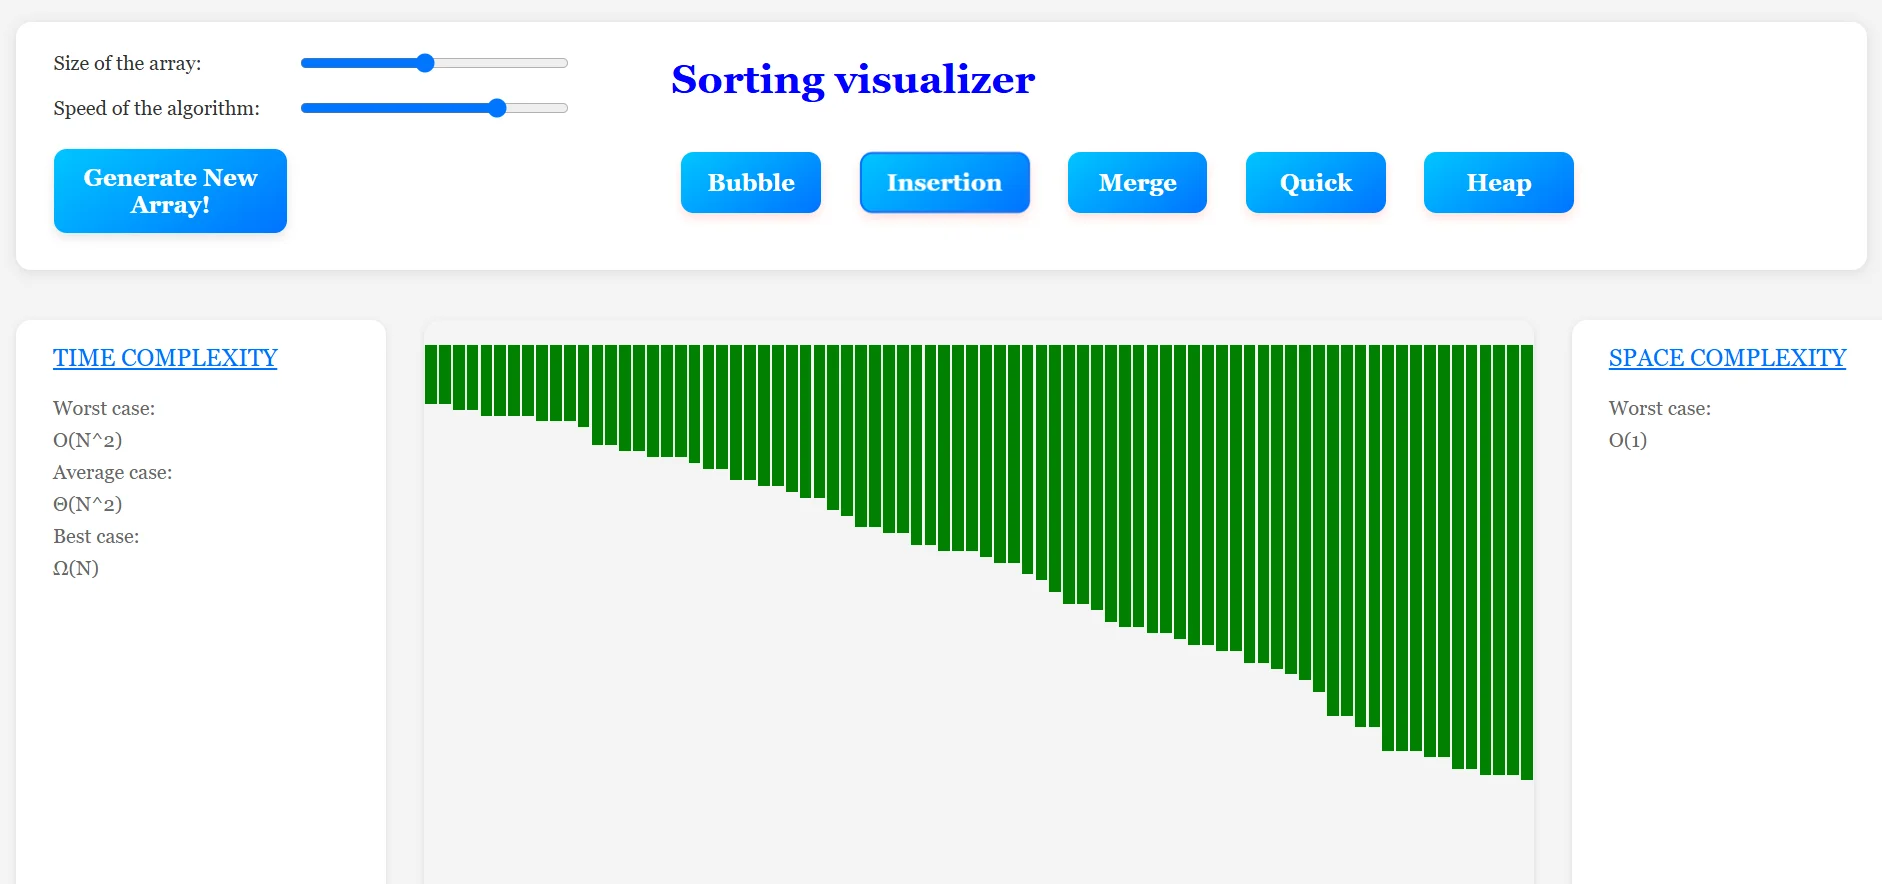 Size of the array:
Speed of the algorithm:
Generate New
Array!
Sorting visualizer
Bubble
Insertion
Merge
Quick
Heap
TIME COMPLEXITY
Worst case:
O(N^2)
Average case:
Θ(N^2)
Best case:
Ω(N)
SPACE COMPLEXITY
Worst case:
O(1)